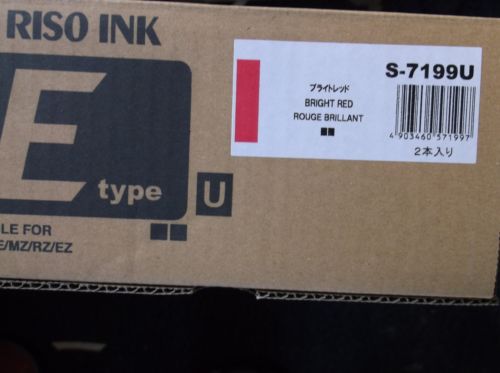 RISO INK
E type
U
LE FOR
E/MZ/RZ/EZ
S-7199U
ブライトレッド
BRIGHT RED
ROUGE BRILLANT
4 903460 571997
2本入り